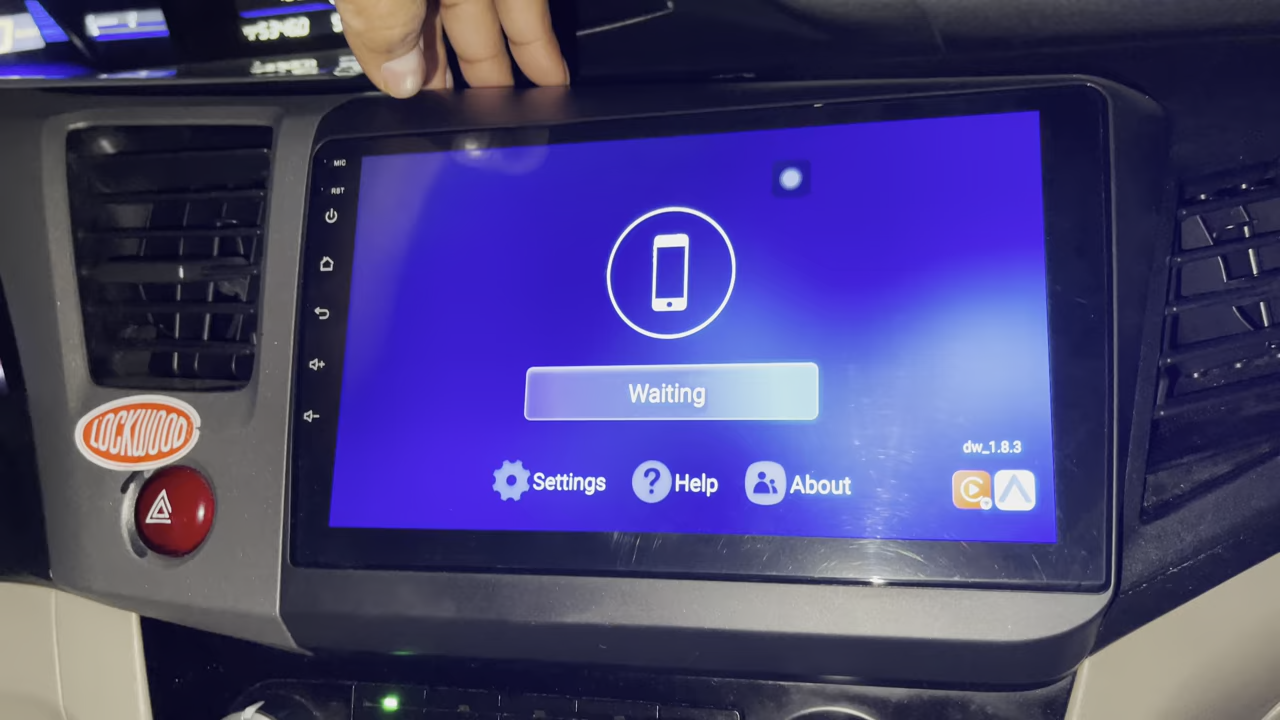 MIC
RST
Waiting
Settings
Help
About
dw_1.8.3
LOCKWOOD